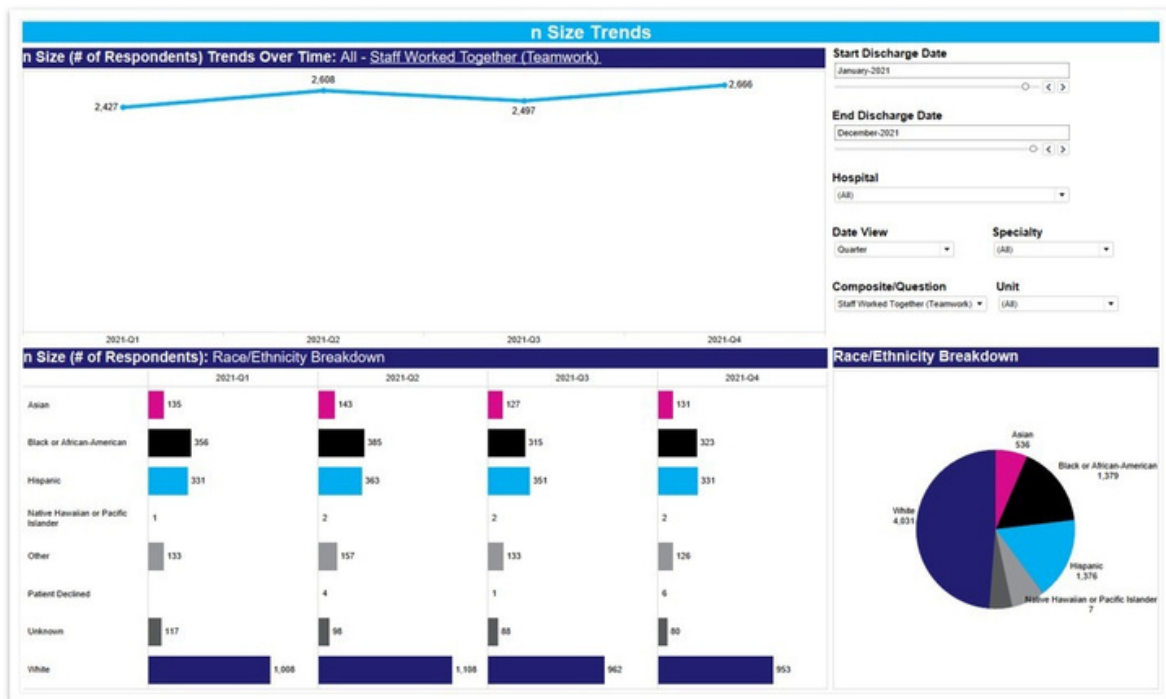 n Size Trends
n Size (# of Respondents) Trends Over Time: All - Staff Worked Together (Teamwork)
2,427
2,608
2,497
2,666
2021-Q1 2021-Q2 2021-Q3 2021-Q4
Start Discharge Date
January-2021
End Discharge Date
December-2021
Hospital
(All)
Date View Specialty
Quarter (All)
Composite/Question Unit
Staff Worked Together (Teamwork) (All)
n Size (# of Respondents): Race/Ethnicity Breakdown
2021-Q1 2021-Q2 2021-Q3 2021-Q4
Asian 135 143 127 131
Black or African-American 356 385 315 323
Hispanic 331 363 351 331
Native Hawaiian or Pacific
Islander 1 2 2 2
Other 133 157 133 126
Patient Declined 4 1 6
Unknown 117 98 88 80
White 1,008 1,108 962 953
Race/Ethnicity Breakdown
Asian
536
Black or African-American
1,379
White
4,031
Hispanic
1,376
Native Hawaiian or Pacific Islander
7